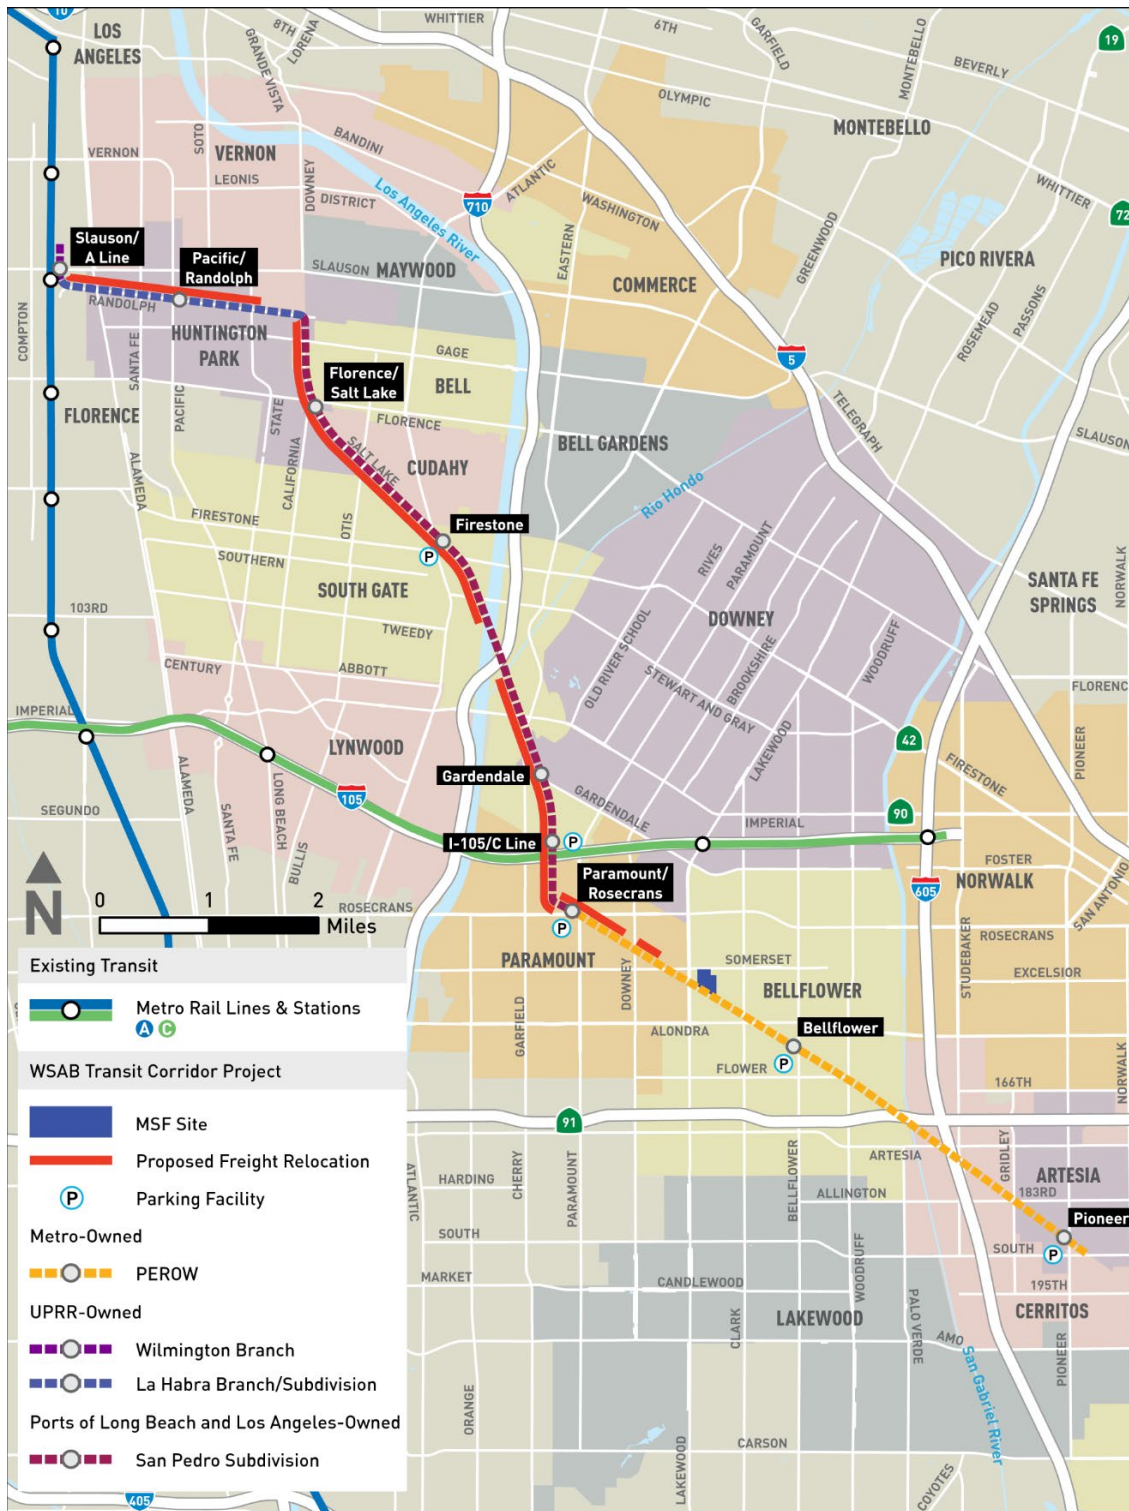 10
LOS
ANGELES
8TH
LORENA
GRANDE VISTA
WHITTIER
6TH
GARFIELD
MONTEBELLO
19
BEVERLY
OLYMPIC
MONTEBELLO
VERNON
SOTO
VERNON
LEONIS
DOWNEY
DISTRICT
BANDINI
Los Angeles River
710
ATLANTIC
WASHINGTON
EASTERN
GREENWOOD
WHITTIER
72
Slauson/
A Line
Pacific/
Randolph
SLAUSON
MAYWOOD
COMMERCE
PICO RIVERA
PASSONS
ROSEMEAD
COMPTON
RANDOLPH
SANTA FE
HUNTINGTON
PARK
GAGE
BELL
5
Florence/
Salt Lake
FLORENCE
PACIFIC
STATE
FLORENCE
TELEGRAPH
SLAUSON
SALT LAKE
CUDAHY
BELL GARDENS
ALAMEDA
CALIFORNIA
Rio Hondo
FIRESTONE
OTIS
Firestone
P
SOUTHERN
SOUTH GATE
RIVES
PARAMOUNT
DOWNEY
SANTA FE
SPRINGS
NORWALK
103RD
TWEEDY
OLD RIVER SCHOOL
BROOKSHIRE
WOODRUFF
CENTURY
ABBOTT
STEWART AND GRAY
FLORENC
IMPERIAL
LYNWOOD
LAKEWOOD
42
FIRESTONE
PIONEER
ALAMEDA
SANTA FE
LONG BEACH
BULLIS
105
Gardendale
GARDENDALE
IMPERIAL
90
SEGUNDO
I-105/C Line
P
FOSTER
NORWALK
SAN ANTONIO
605
Paramount/
Rosecrans
N
0 1 2
Miles
ROSECRANS
P
PARAMOUNT
ROSECRANS
STUDEBAKER
EXCELSIOR
GARFIELD
DOWNEY
SOMERSET
BELLFLOWER
ALONDRA
Bellflower
P
FLOWER
166TH
NORWALK
91
ARTESIA
GRIDLEY
ARTESIA
ATLANTIC
HARDING
CHERRY
PARAMOUNT
BELLFLOWER
ALLINGTON
183RD
Pioneer
SOUTH
SOUTH
P
MARKET
CANDLEWOOD
WOODRUFF
195TH
LAKEWOOD
CLARK
PALO VERDE
CERRITOS
AMO
San Gabriel River
PIONEER
ORANGE
LAKEWOOD
CARSON
COYOTES
405
Existing Transit
Metro Rail Lines & Stations
A C
WSAB Transit Corridor Project
MSF Site
Proposed Freight Relocation
P Parking Facility
Metro-Owned
PEROW
UPRR-Owned
Wilmington Branch
La Habra Branch/Subdivision
Ports of Long Beach and Los Angeles-Owned
San Pedro Subdivision